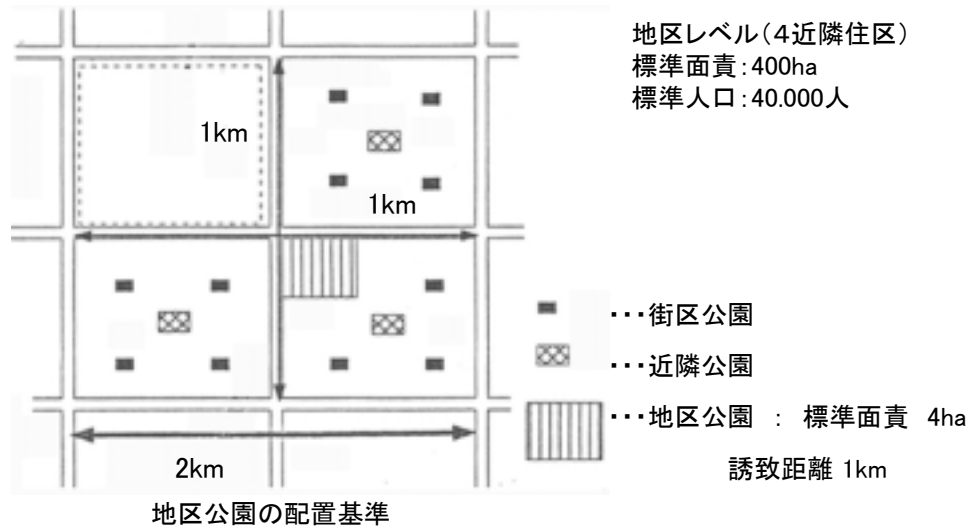 地区レベル(4近隣住区)
標準面責:400ha
標準人口:40.000人
1km
1km
・・・街区公園
・・・近隣公園
・・・地区公園 : 標準面責 4ha
誘致距離 1km
2km
地区公園の配置基準